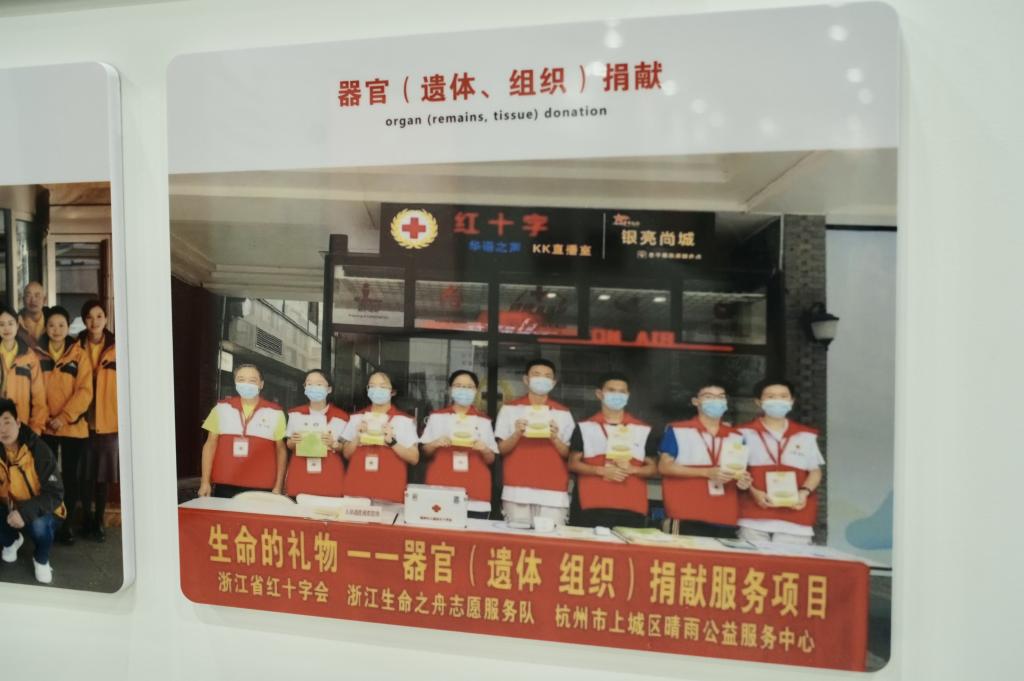 器官（遗体、组织）捐献
organ (remains, tissue) donation
红十字
华语之声 KK直播室
银亮尚城
ON AIR
生命的礼物——器官（遗体 组织）捐献服务项目
浙江省红十字会 浙江生命之舟志愿服务队 杭州市上城区晴雨公益服务中心